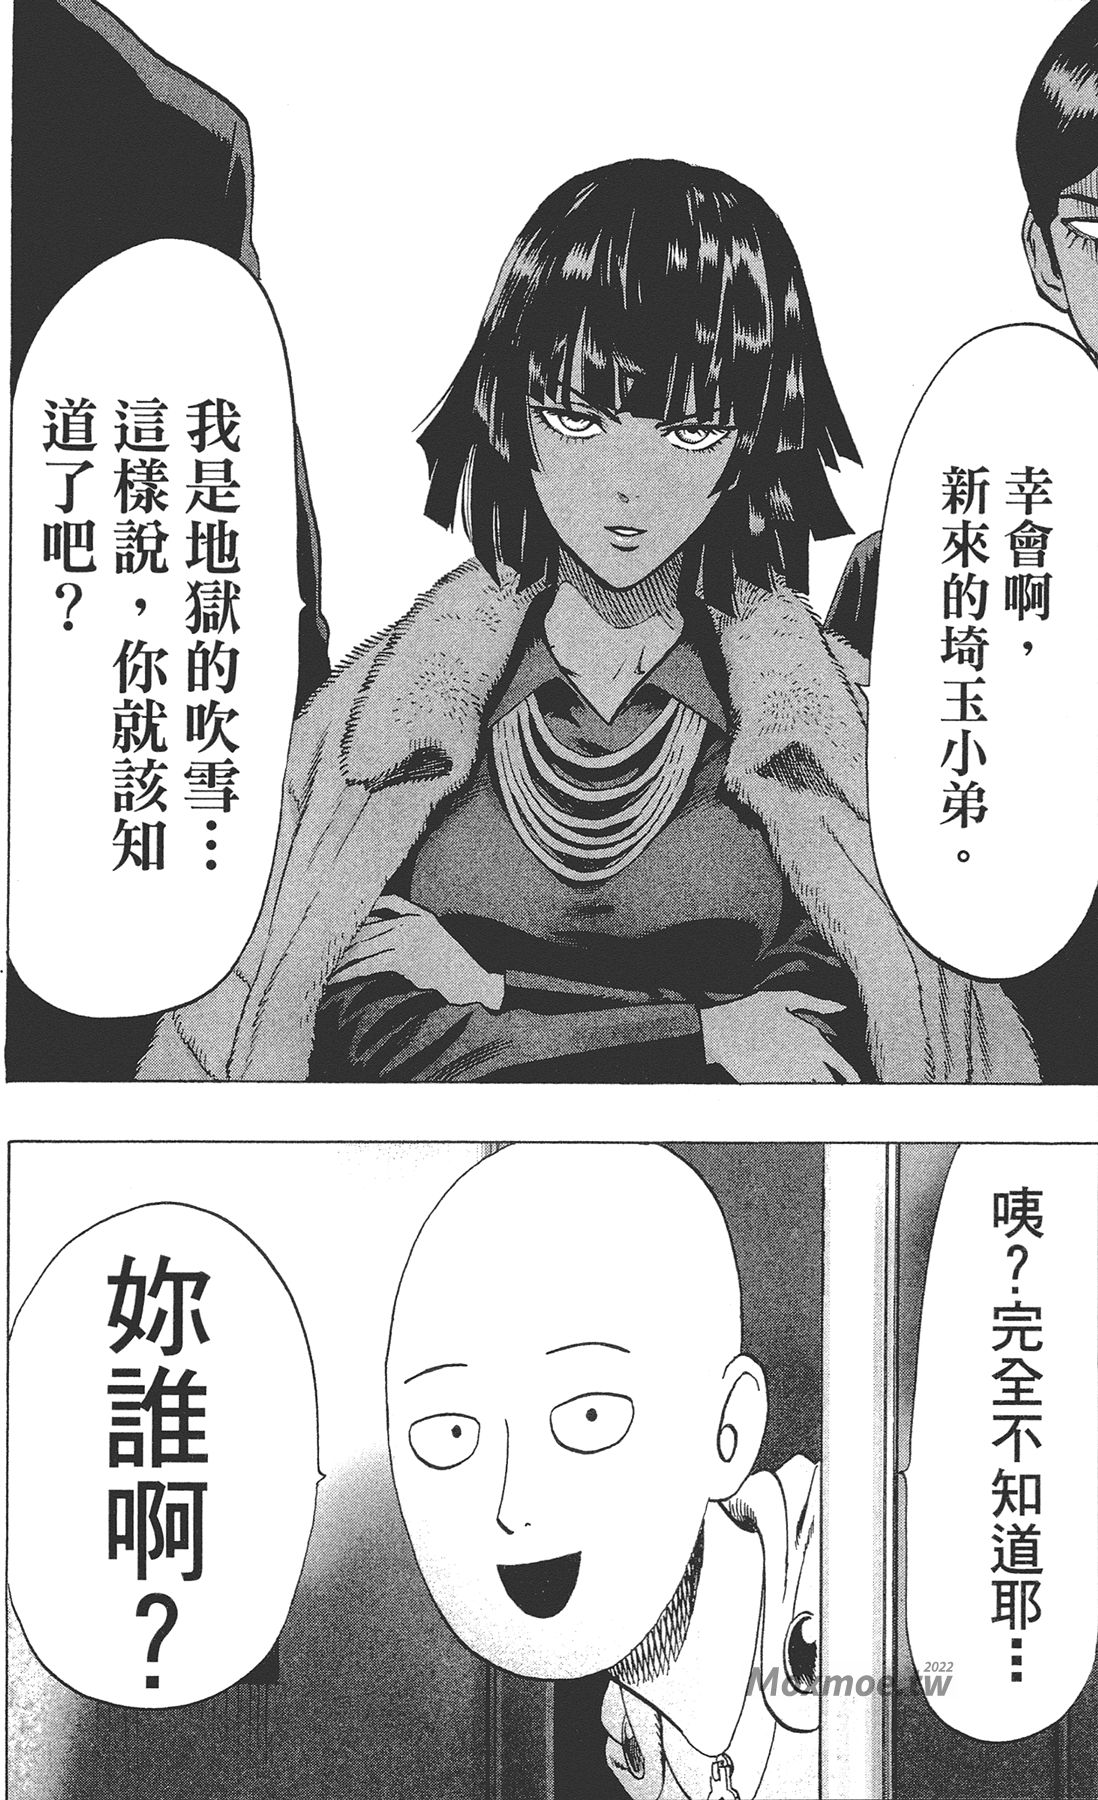 幸會啊，
新來的埼玉小弟。
我是地獄的吹雪…
這樣說，你就該知
道了吧？
咦？完全不知道耶…
妳誰啊？
Moxmoe.tw
2022